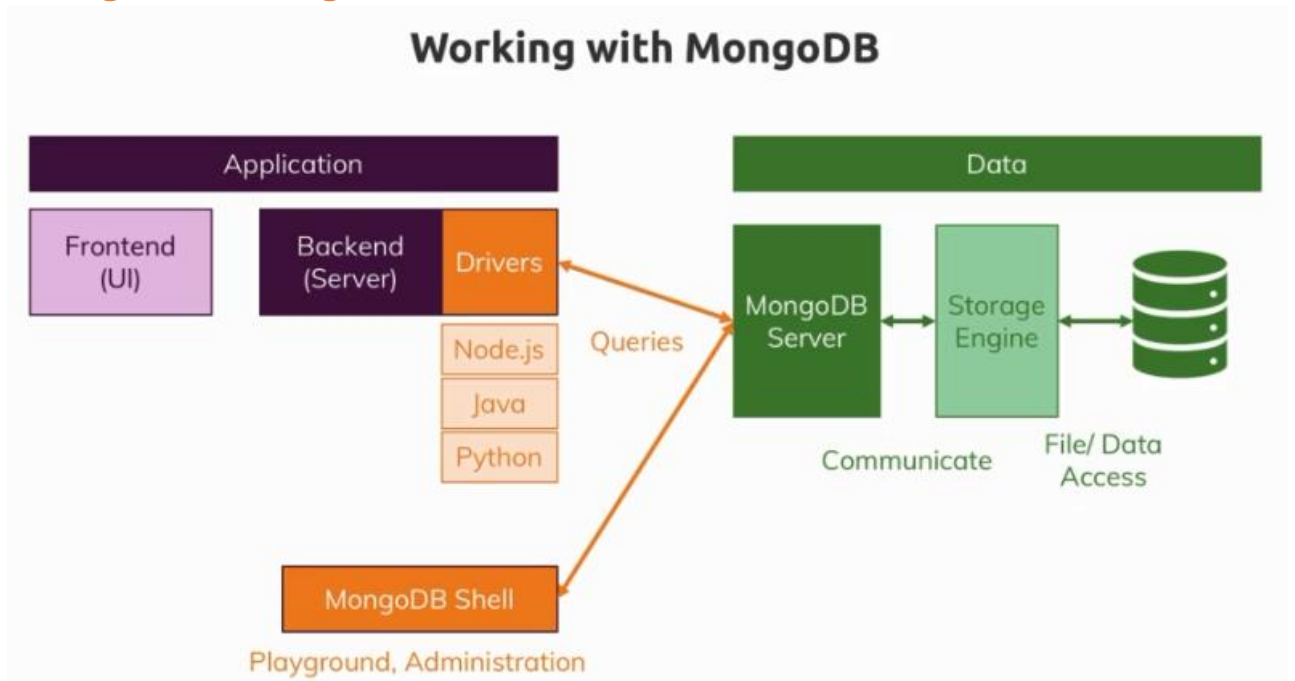 Working with MongoDB
Application
Data
Frontend
(UI)
Backend
(Server)
Drivers
Node.js
Java
Python
Queries
MongoDB
Server
Storage
Engine
Communicate
File/ Data
Access
MongoDB Shell
Playground, Administration